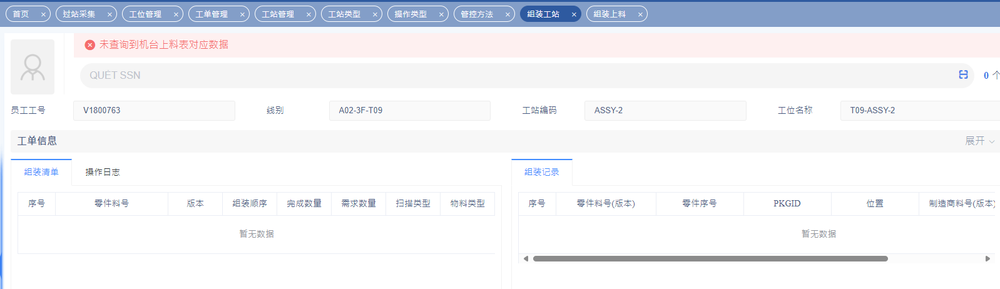 首页 × 过站采集 × 工位管理 × 工单管理 × 工站管理 × 工站类型 × 操作类型 × 管控方法 × 组装工站 × 组装上料 ×
未查询到机台上料表对应数据
QUÉT SSN 0 个
员工工号 V1800763 线别 A02-3F-T09 工站编码 ASSY-2 工位名称 T09-ASSY-2
工单信息 展开
组装清单 操作日志 组装记录
序号 零件料号 版本 组装顺序 完成数量 需求数量 扫描类型 物料类型 序号 零件料号(版本) 零件序号 PKGID 位置 制造商料号(版本)
暂无数据 暂无数据